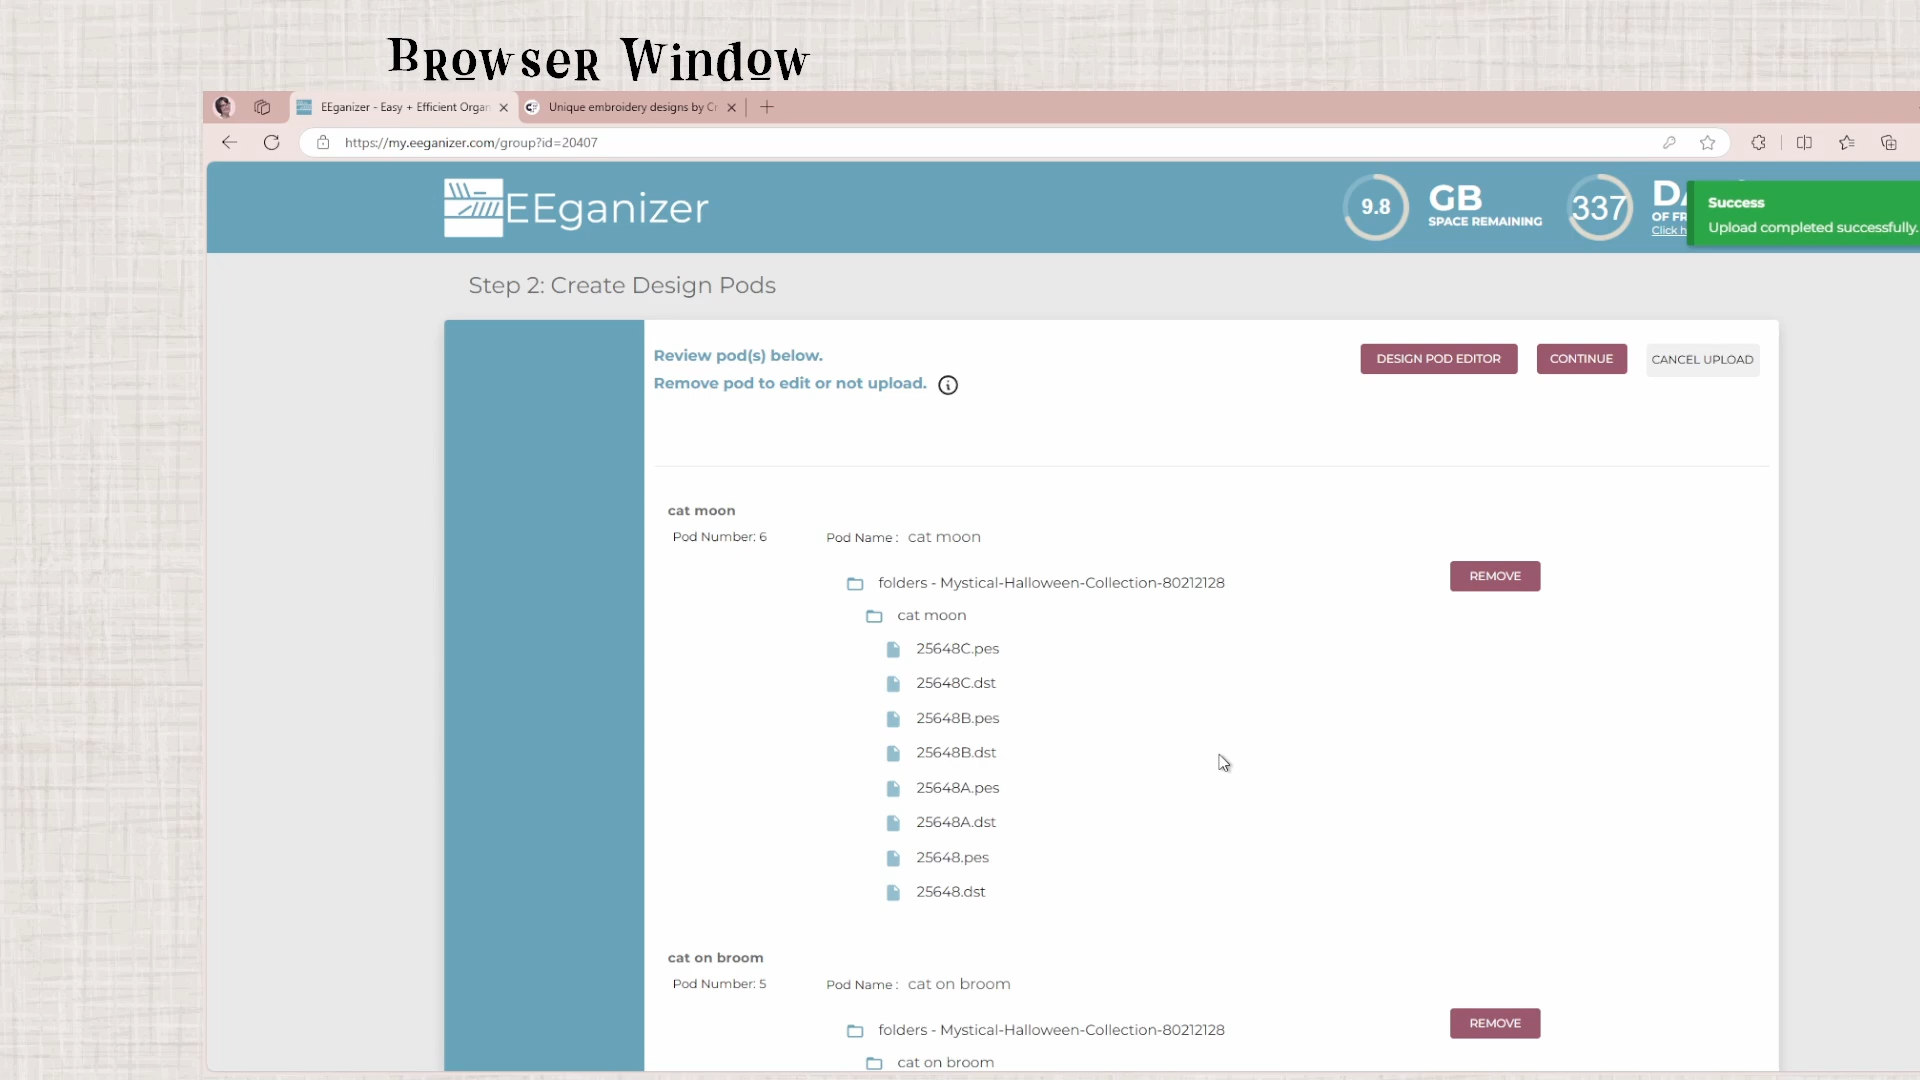 Browser Window
EEganizer - Easy + Efficient Organ
Unique embroidery designs by Cr
https://my.eeganizer.com/group?id=20407
EEganizer
9.8
GB
SPACE REMAINING
337
OF FR
Click h
Success
Upload completed successfully.
Step 2: Create Design Pods
Review pod(s) below.
Remove pod to edit or not upload.
DESIGN POD EDITOR
CONTINUE
CANCEL UPLOAD
cat moon
Pod Number: 6
Pod Name : cat moon
folders - Mystical-Halloween-Collection-80212128
REMOVE
cat moon
25648C.pes
25648C.dst
25648B.pes
25648B.dst
25648A.pes
25648A.dst
25648.pes
25648.dst
cat on broom
Pod Number: 5
Pod Name : cat on broom
folders - Mystical-Halloween-Collection-80212128
REMOVE
cat on broom